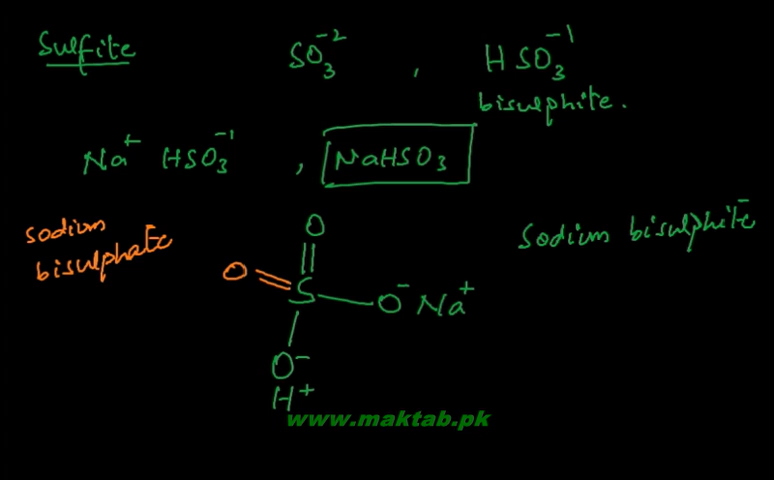 Sulfite SO₃⁻² , HSO₃⁻¹
bisulphite.
Na⁺ HSO₃⁻¹ , NaHSO₃
sodium bisulphite
sodium
bisulphate
O
O
S
O⁻ Na⁺
O⁻
H⁺
www.maktab.pk